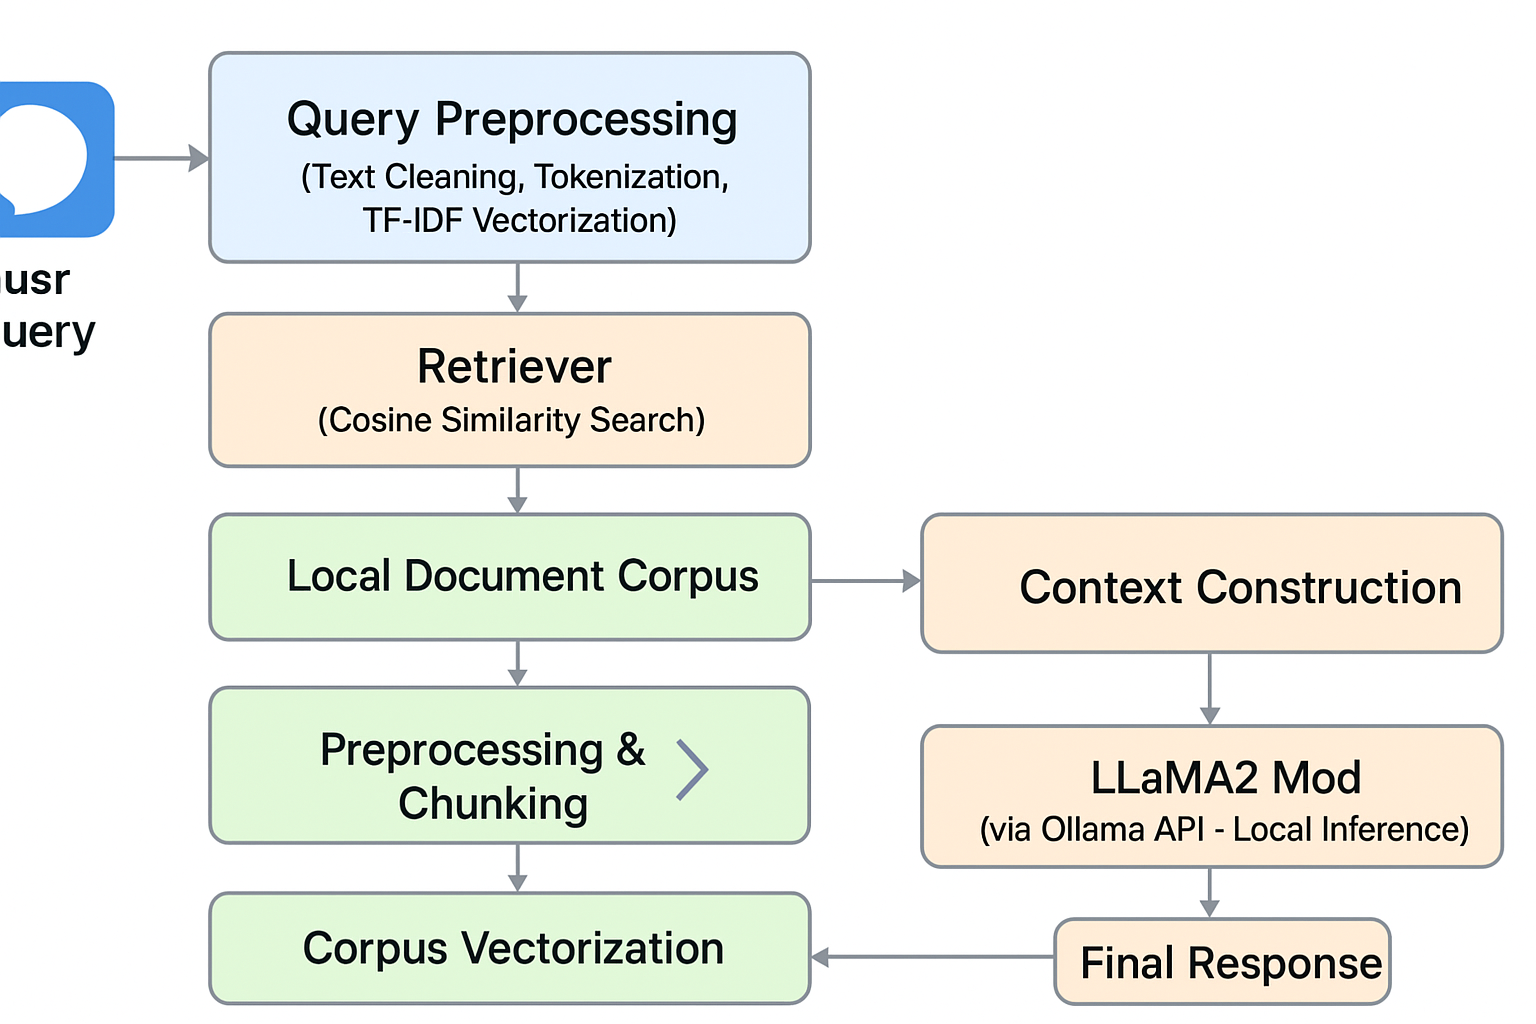 usr
uery
Query Preprocessing
(Text Cleaning, Tokenization,
TF-IDF Vectorization)
Retriever
(Cosine Similarity Search)
Local Document Corpus
Context Construction
Preprocessing &
Chunking
LLaMA2 Mod
(via Ollama API - Local Inference)
Corpus Vectorization
Final Response